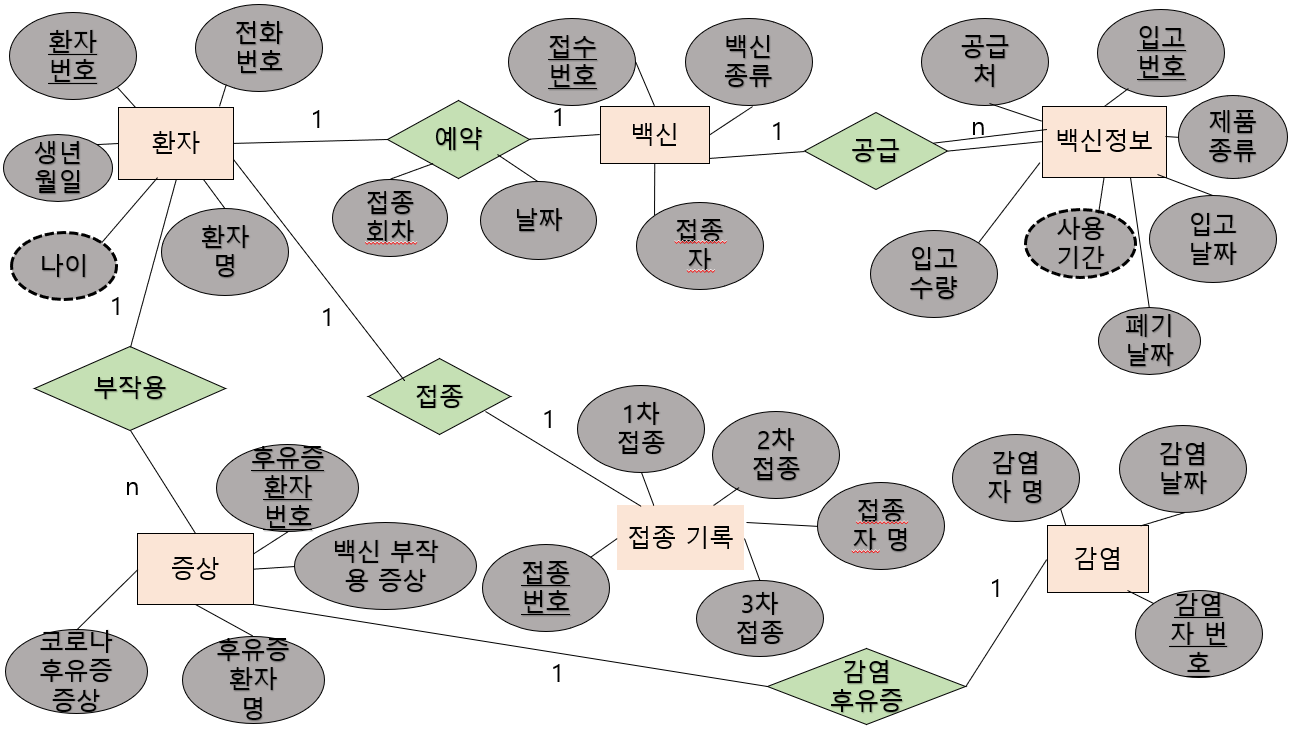 환자
번호
전화
번호
접수
번호
백신
종류
공급
처
입고
번호
환자
1
예약
1
백신
1
공급
n
백신정보
제품
종류
생년
월일
나이
환자
명
접종
회차
날짜
접종
자
입고
수량
사용
기간
입고
날짜
폐기
날짜
1
1
부작용
접종
1
1차
접종
2차
접종
감염
자 명
감염
날짜
n
후유증
환자
번호
접종
자 명
증상
백신 부작
용 증상
접종
번호
접종 기록
3차
접종
감염
1
감염
자 번
호
코로나
후유증
증상
후유증
환자
명
1
감염
후유증